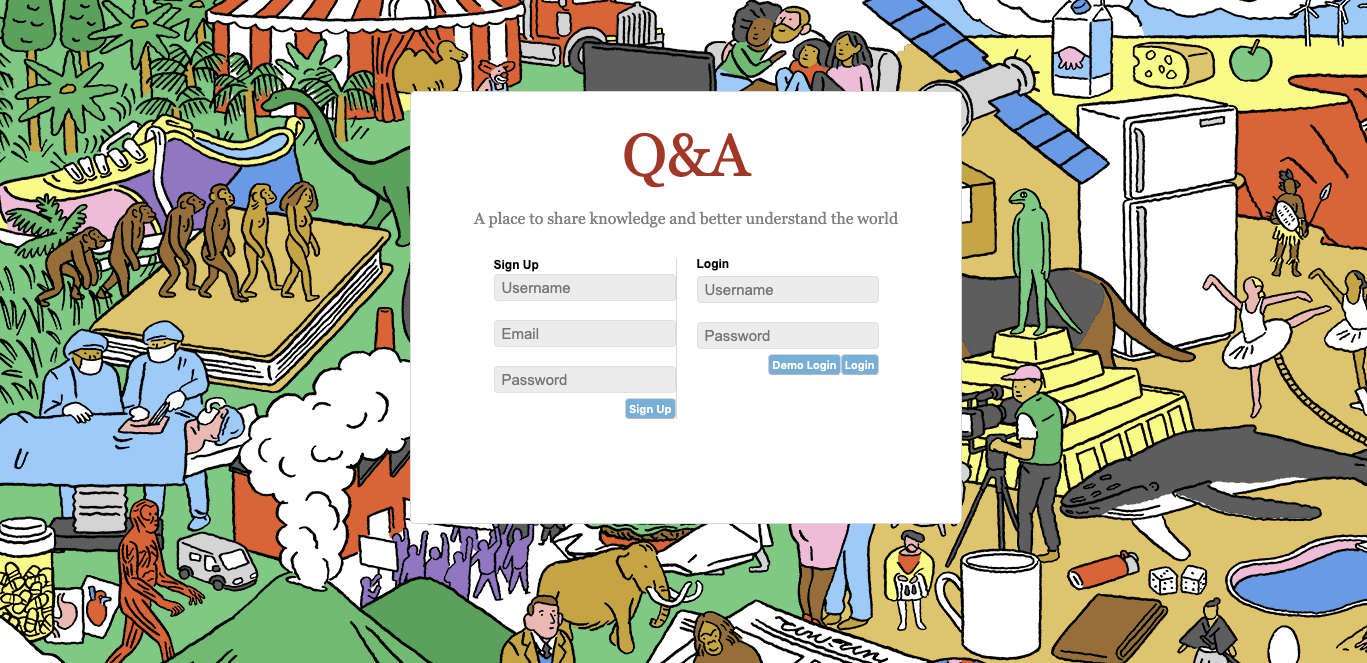 Q&A
A place to share knowledge and better understand the world
Sign Up
Username
Email
Password
Sign Up
Login
Username
Password
Demo Login
Login